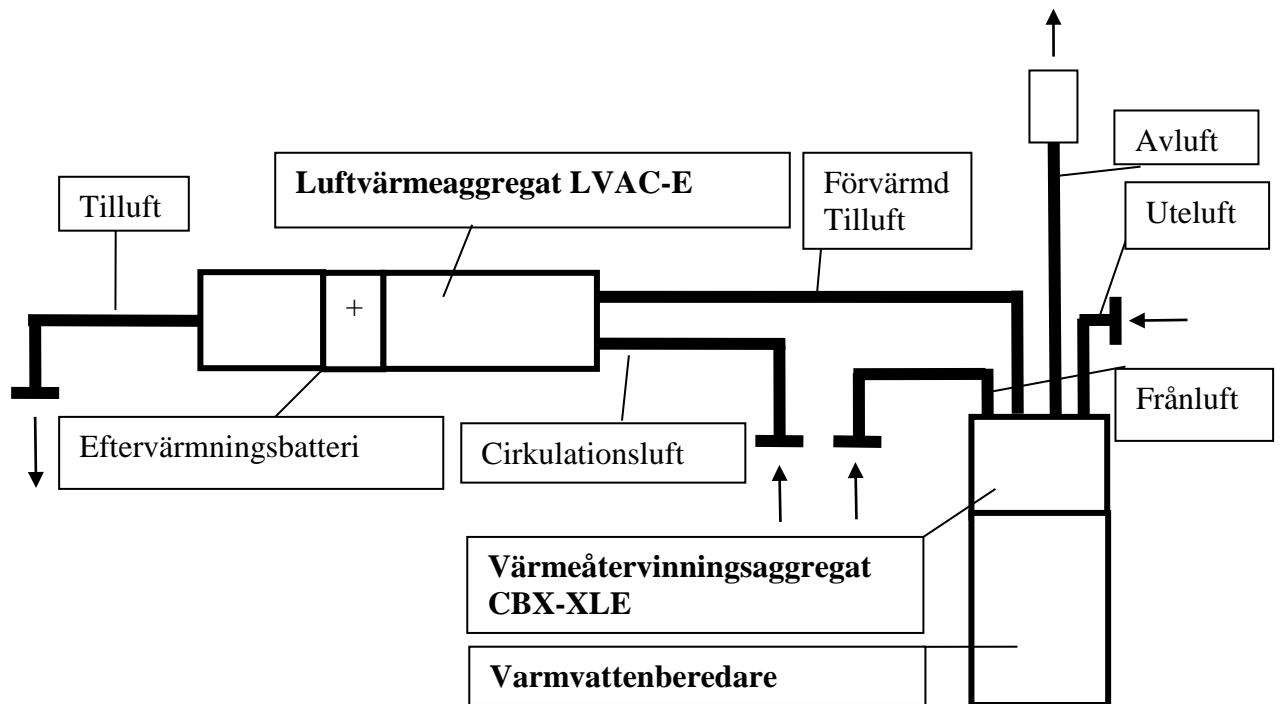 Avluft
Luftvärmeaggregat LVAC-E
Förvärmd
Tilluft
Tilluft
Uteluft
+
Frånluft
Eftervärmningsbatteri
Cirkulationsluft
Värmeåtervinningsaggregat
CBX-XLE
Varmvattenberedare